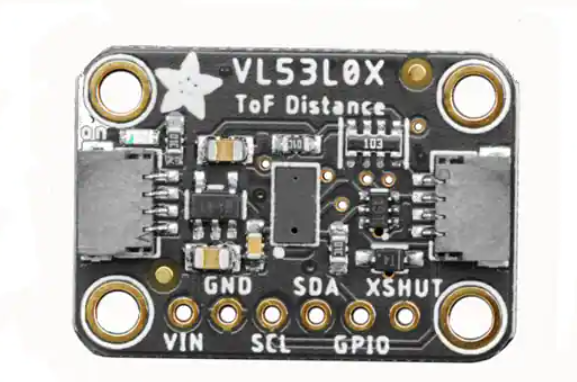 VL53L0X
ToF Distance
on
103
GND SDA XSHUT
VIN SCL GPIO